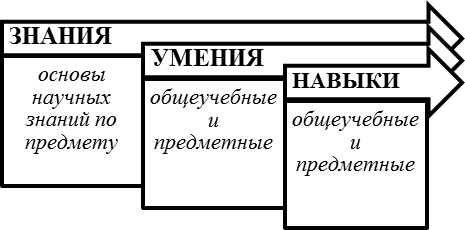 ЗНАНИЯ
основы
научных
знаний по
предмету
УМЕНИЯ
общеучебные
и
предметные
НАВЫКИ
общеучебные
и
предметные